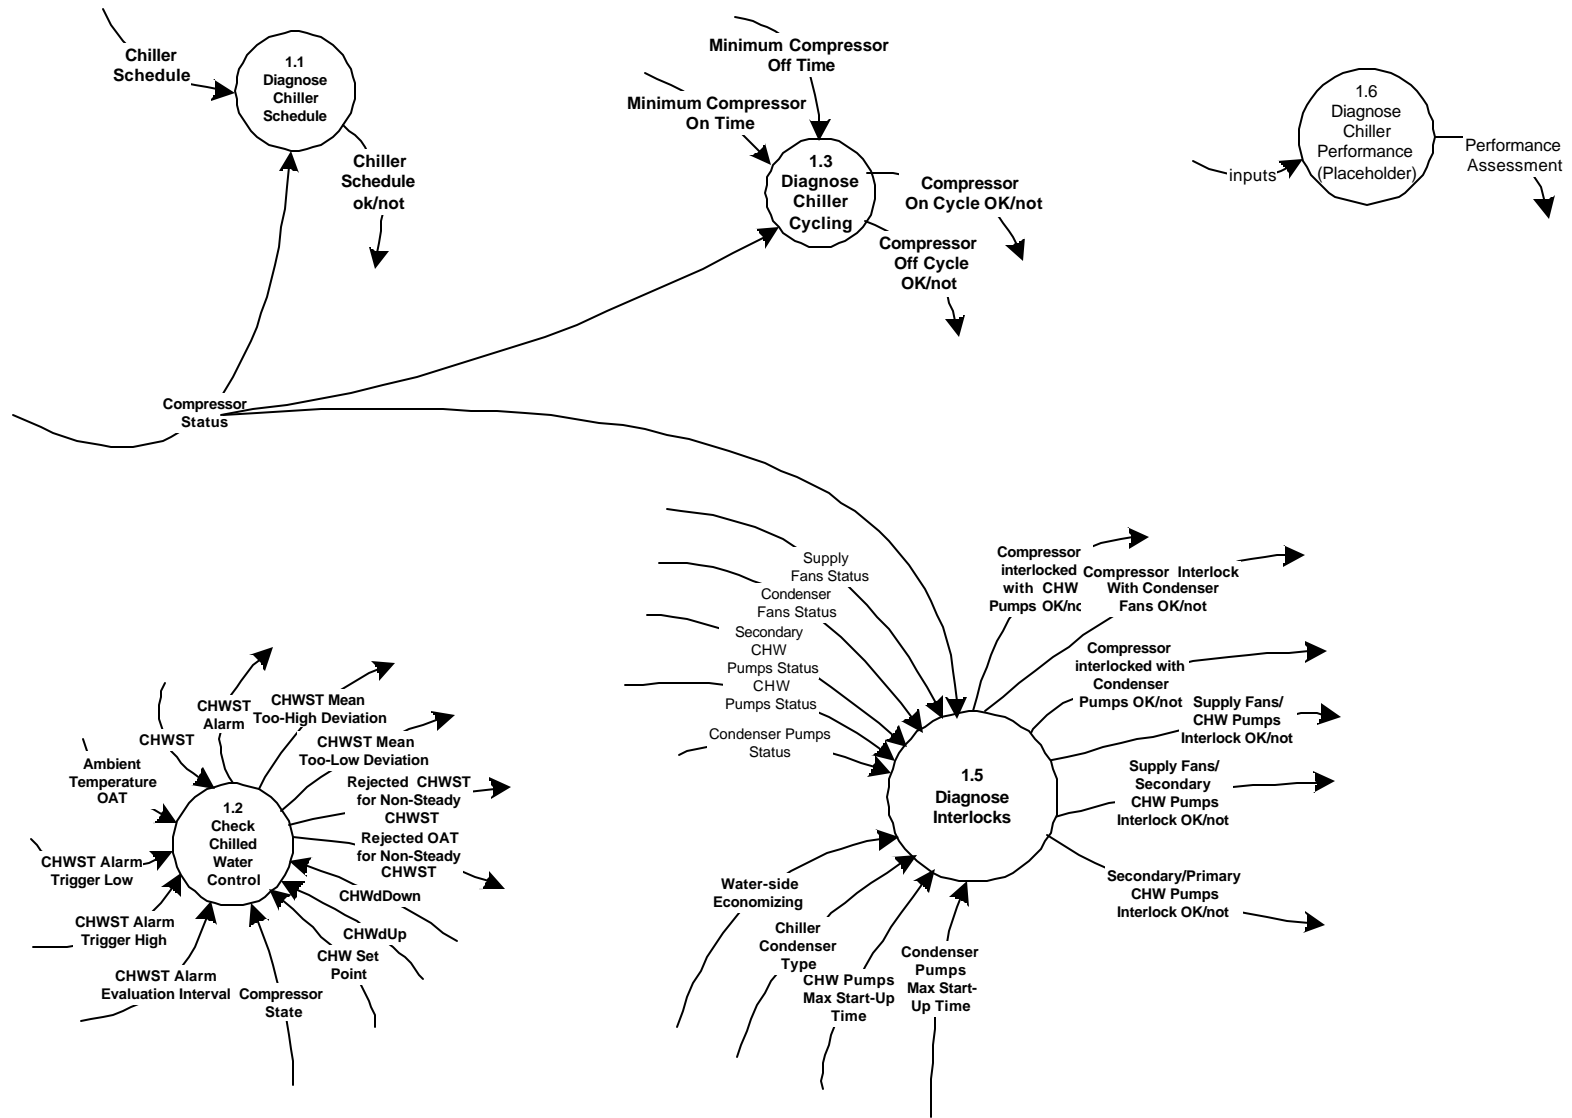 Chiller
Schedule
1.1
Diagnose
Chiller
Schedule
Chiller
Schedule
ok/not
Minimum Compressor
Off Time
Minimum Compressor
On Time
1.3
Diagnose
Chiller
Cycling
Compressor
On Cycle OK/not
Compressor
Off Cycle
OK/not
inputs
1.6
Diagnose
Chiller
Performance
(Placeholder)
Performance
Assessment
Compressor
Status
CHWST
Alarm
CHWST Mean
Too-High Deviation
CHWST
CHWST Mean
Too-Low Deviation
Ambient
Temperature
OAT
Rejected CHWST
for Non-Steady
CHWST
1.2
Check
Chilled
Water
Control
Rejected OAT
for Non-Steady
CHWST
CHWST Alarm
Trigger Low
CHWdDown
CHWST Alarm
Trigger High
CHWdUp
CHW Set
Point
CHWST Alarm
Evaluation Interval
Compressor
State
Supply
Fans Status
Condenser
Fans Status
Secondary
CHW
Pumps Status
CHW
Pumps Status
Condenser Pumps
Status
1.5
Diagnose
Interlocks
Compressor
interlocked
with CHW
Pumps OK/nc
Compressor Interlock
With Condenser
Fans OK/not
Compressor
interlocked with
Condenser
Pumps OK/not
Supply Fans/
CHW Pumps
Interlock OK/not
Supply Fans/
Secondary
CHW Pumps
Interlock OK/not
Secondary/Primary
CHW Pumps
Interlock OK/not
Water-side
Economizing
Chiller
Condenser
Type
CHW Pumps
Max Start-Up
Time
Condenser
Pumps
Max Start-
Up Time